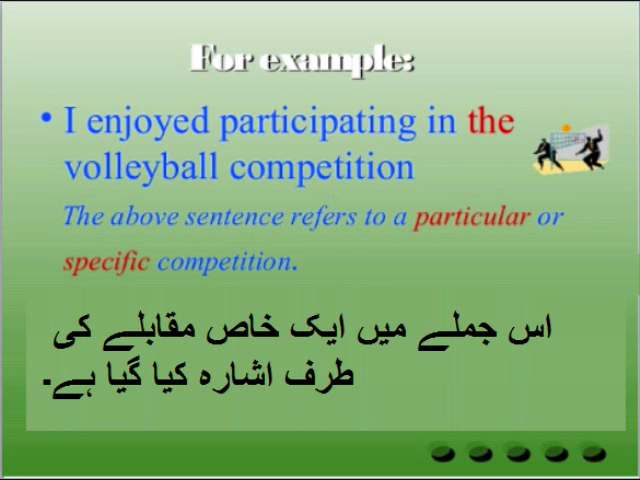 For example:
• I enjoyed participating in the
volleyball competition
The above sentence refers to a particular or
specific competition.
اس جملے میں ایک خاص مقابلے کی
طرف اشارہ کیا گیا ہے۔